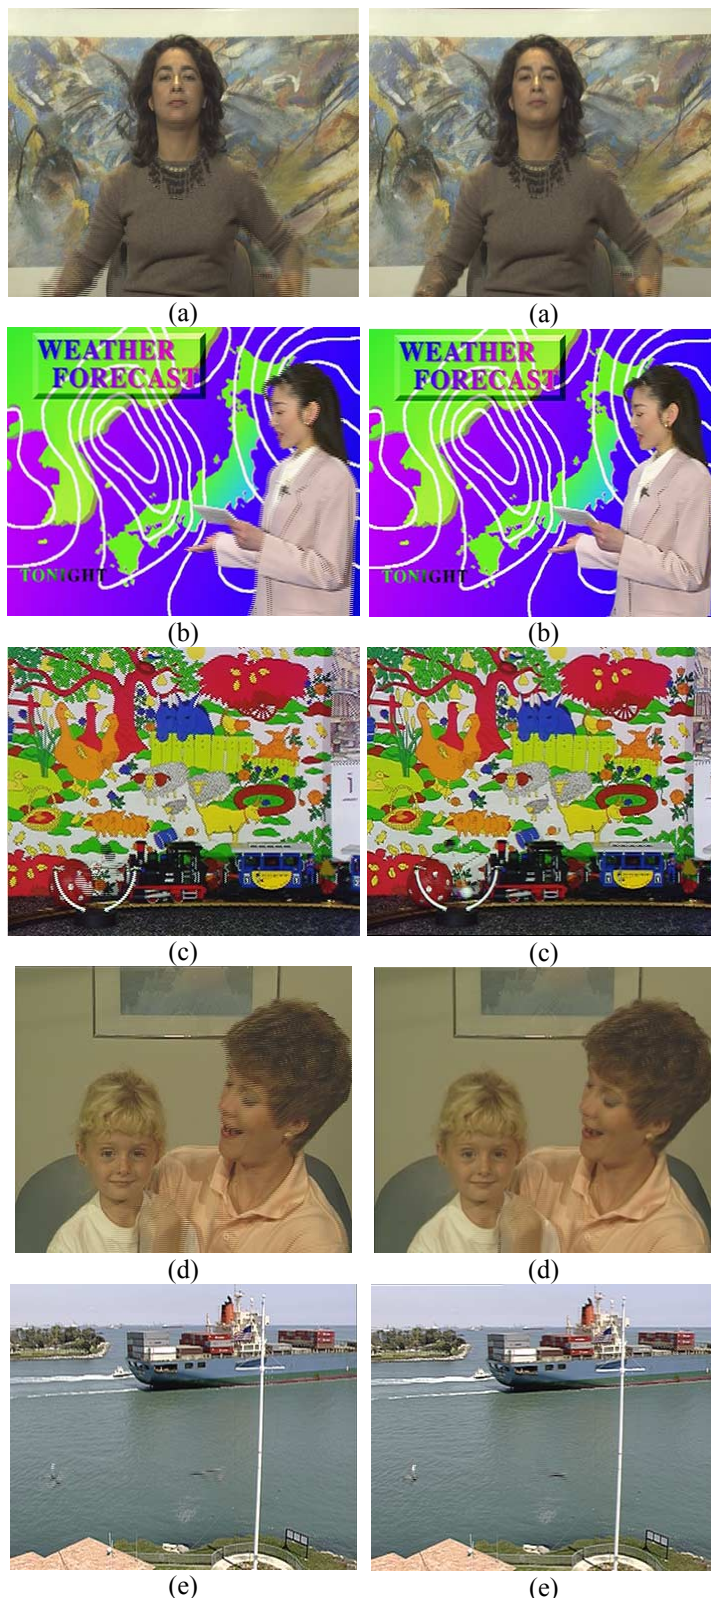 (a) (a)
WEATHER WEATHER
FORECAST FORECAST
TONIGHT TONIGHT
(b) (b)
(c) (c)
(d) (d)
(e) (e)